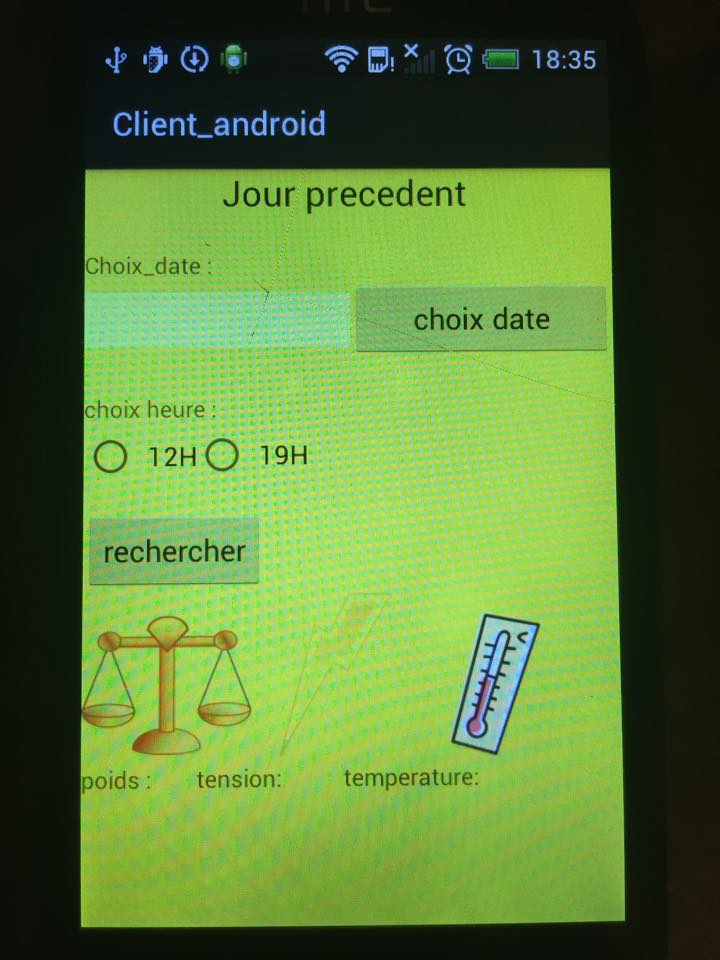 18:35
Client_android
Jour precedent
Choix_date :
choix date
choix heure :
12H 19H
rechercher
poids : tension: temperature: